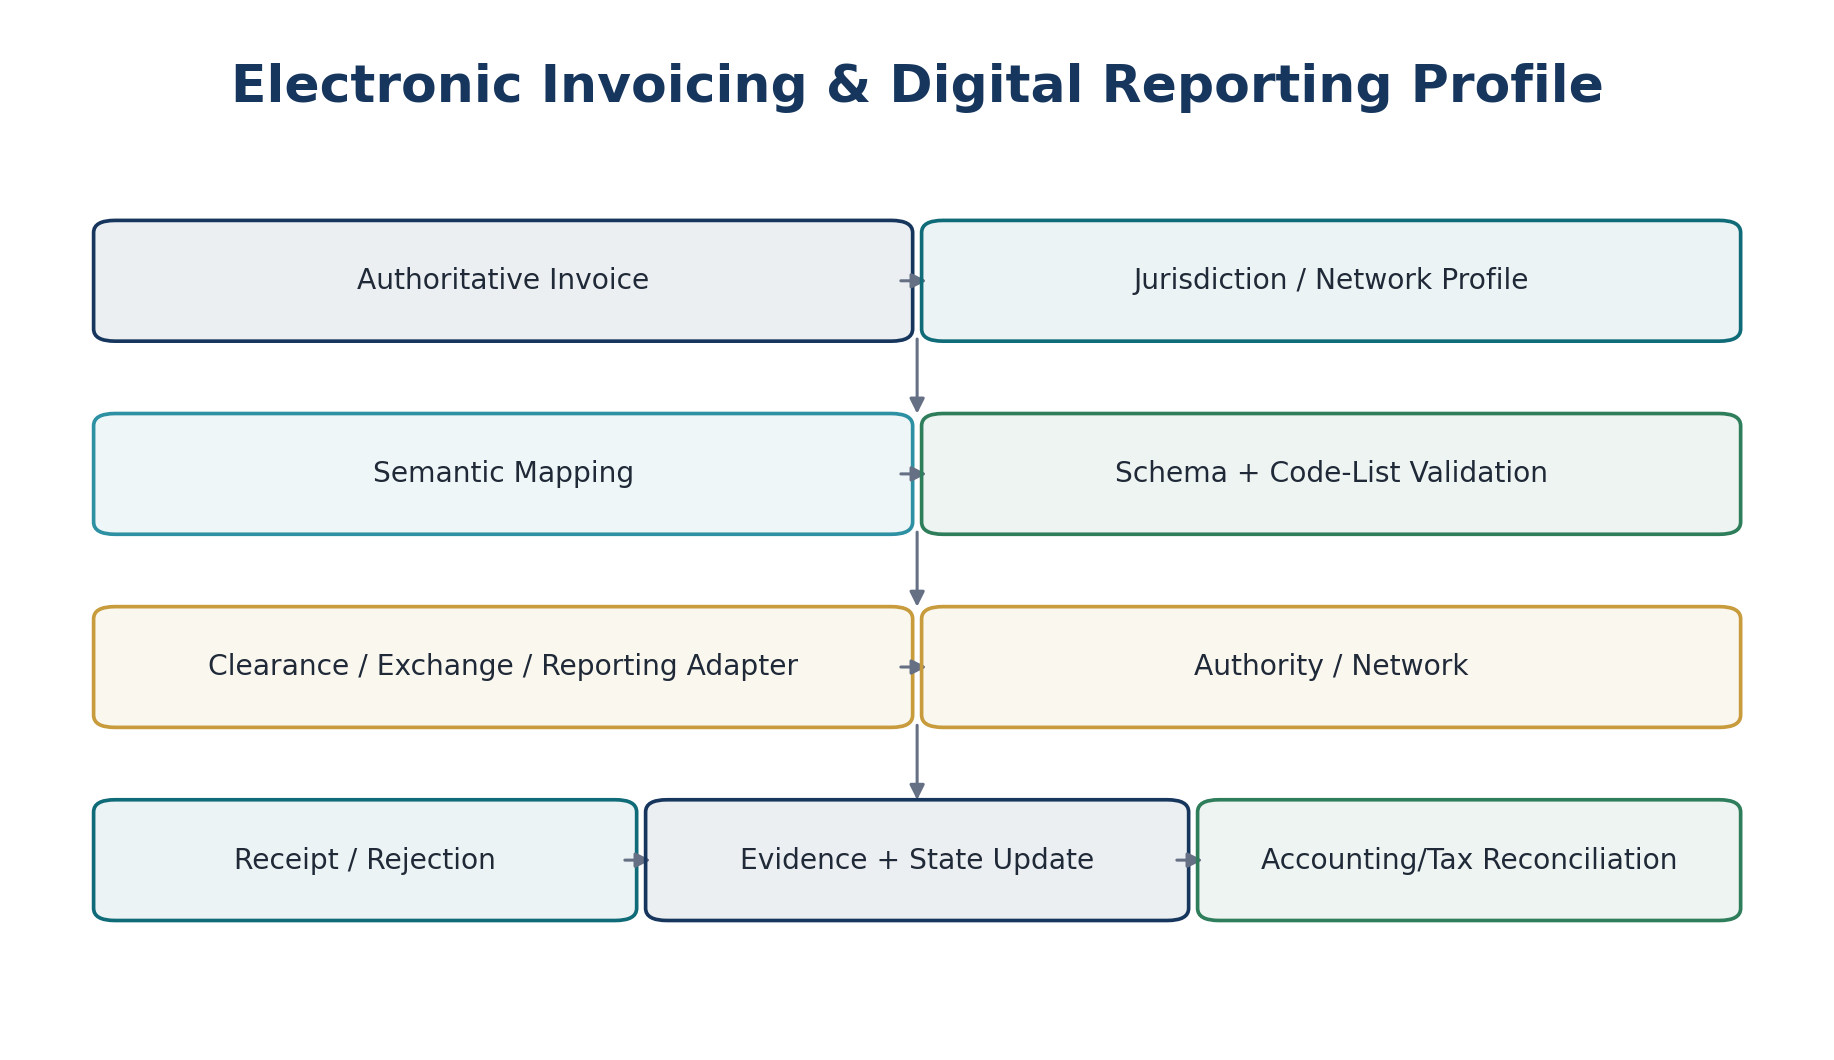 Electronic Invoicing & Digital Reporting Profile
Authoritative Invoice
Jurisdiction / Network Profile
Semantic Mapping
Schema + Code-List Validation
Clearance / Exchange / Reporting Adapter
Authority / Network
Receipt / Rejection
Evidence + State Update
Accounting/Tax Reconciliation